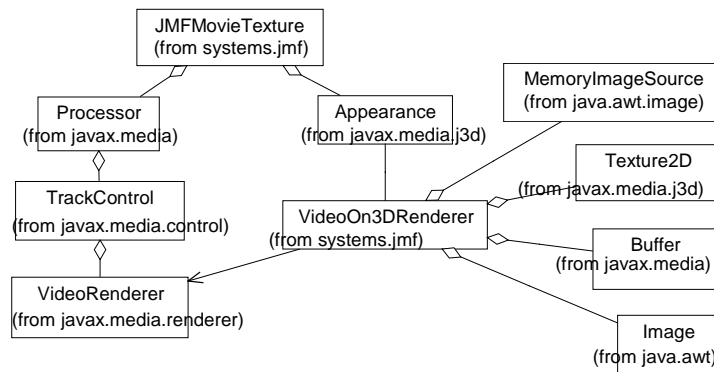 JMFMovieTexture
(from systems.jmf)
MemoryImageSource
(from java.awt.image)
Processor
(from javax.media)
Appearance
(from javax.media.j3d)
Texture2D
(from javax.media.j3d)
TrackControl
(from javax.media.control)
VideoOn3DRenderer
(from systems.jmf)
Buffer
(from javax.media)
VideoRenderer
(from javax.media.renderer)
Image
(from java.awt)